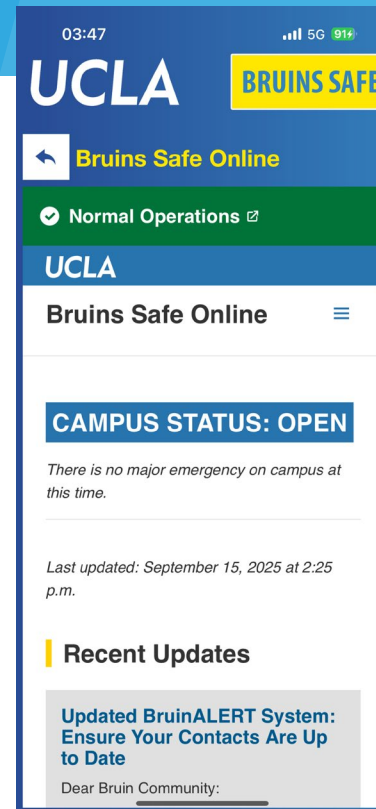 03:47 5G 91
UCLA BRUINS SAFE
Bruins Safe Online
Normal Operations
UCLA
Bruins Safe Online
CAMPUS STATUS: OPEN
There is no major emergency on campus at
this time.
Last updated: September 15, 2025 at 2:25
p.m.
Recent Updates
Updated BruinALERT System:
Ensure Your Contacts Are Up
to Date
Dear Bruin Community: